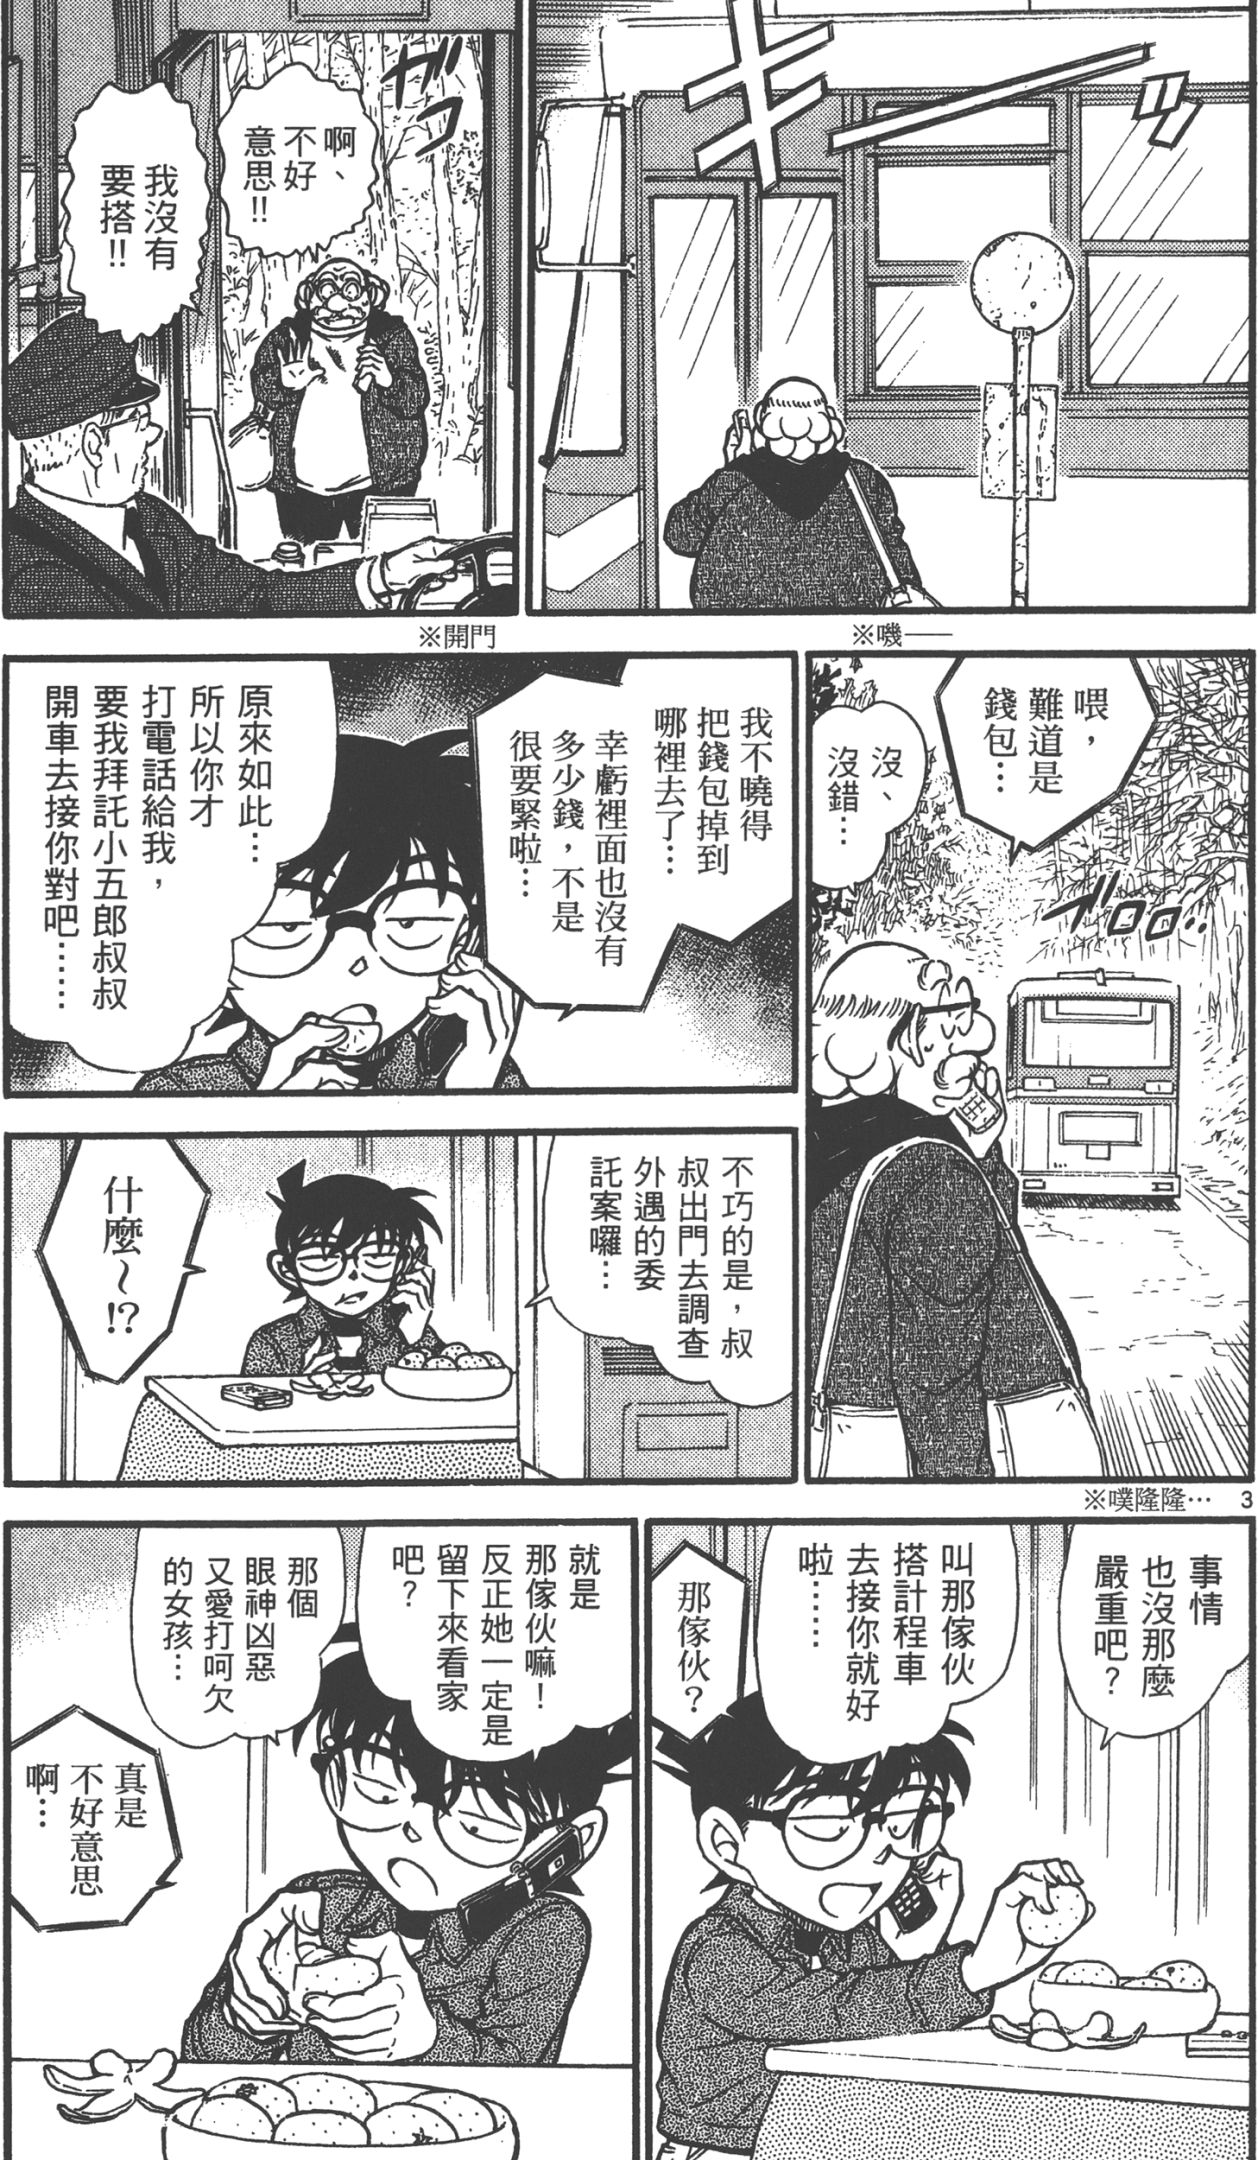 キーッ
※嘰——
ガコ
啊、
不好
意思!!
我沒有
要搭!!
※開門
喂，
難道是
錢包…
沒、
沒錯…
ブロロ‥
※噗隆隆…
3
我不曉得
把錢包掉到
哪裡去了…
幸虧裡面也沒有
多少錢，不是
很要緊啦…
原來如此…
所以你才
打電話給我，
要我拜託小五郎叔叔
開車去接你對吧……
不巧的是，叔
叔出門去調查
外遇的委
託案囉…
什麼～!?
事情
也沒那麼
嚴重吧？
叫那傢伙
搭計程車
去接你就好
啦……
那傢伙？
就是
那傢伙嘛！
反正她一定是
留下來看家
吧？
那個
眼神凶惡
又愛打呵欠
的女孩…
真是
不好意思
啊…